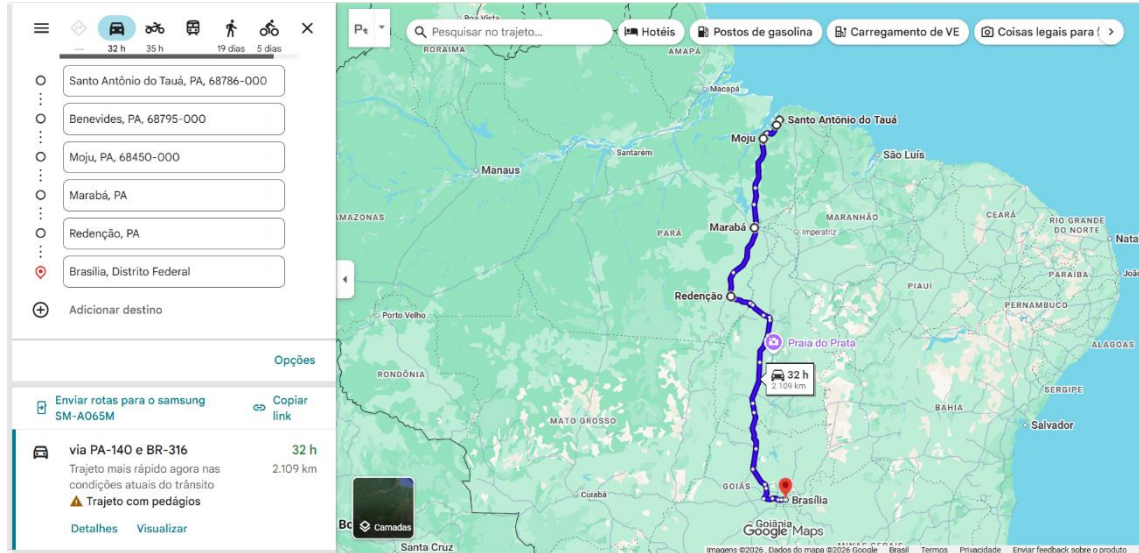 32 h
35 h
19 dias
5 dias
Santo Antônio do Tauá, PA, 68786-000
Benevides, PA, 68795-000
Moju, PA, 68450-000
Marabá, PA
Redenção, PA
Brasília, Distrito Federal
Adicionar destino
Opções
Enviar rotas para o samsung
SM-A065M
Copiar
link
via PA-140 e BR-316
32 h
Trajeto mais rápido agora nas
condições atuais do trânsito
2.109 km
Trajeto com pedágios
Detalhes
Visualizar
Pesquisar no trajeto...
Hotéis
Postos de gasolina
Carregamento de VE
Coisas legais para
Boa Vista
RORAIMA
AMAPÁ
Macapá
Santo Antônio do Tauá
Moju
Santarém
São Luís
Manaus
AMAZONAS
PARÁ
Marabá
Imperatriz
MARANHÃO
CEARÁ
RIO GRANDE
DO NORTE
Nata
Redenção
PIAUÍ
PARAÍBA
João
Porto Velho
PERNAMBUCO
Praia do Prata
ALAGOAS
32 h
2.109 km
RONDÔNIA
SERGIPE
MATO GROSSO
BAHIA
Salvador
GOIÁS
Brasília
Cuiabá
Goiânia
Camadas
Google Maps
Santa Cruz
MINAS GERAIS
Imagens ©2026 , Dados do mapa ©2026 Google
Brasil
Termos
Privacidade
Enviar feedback sobre o produto